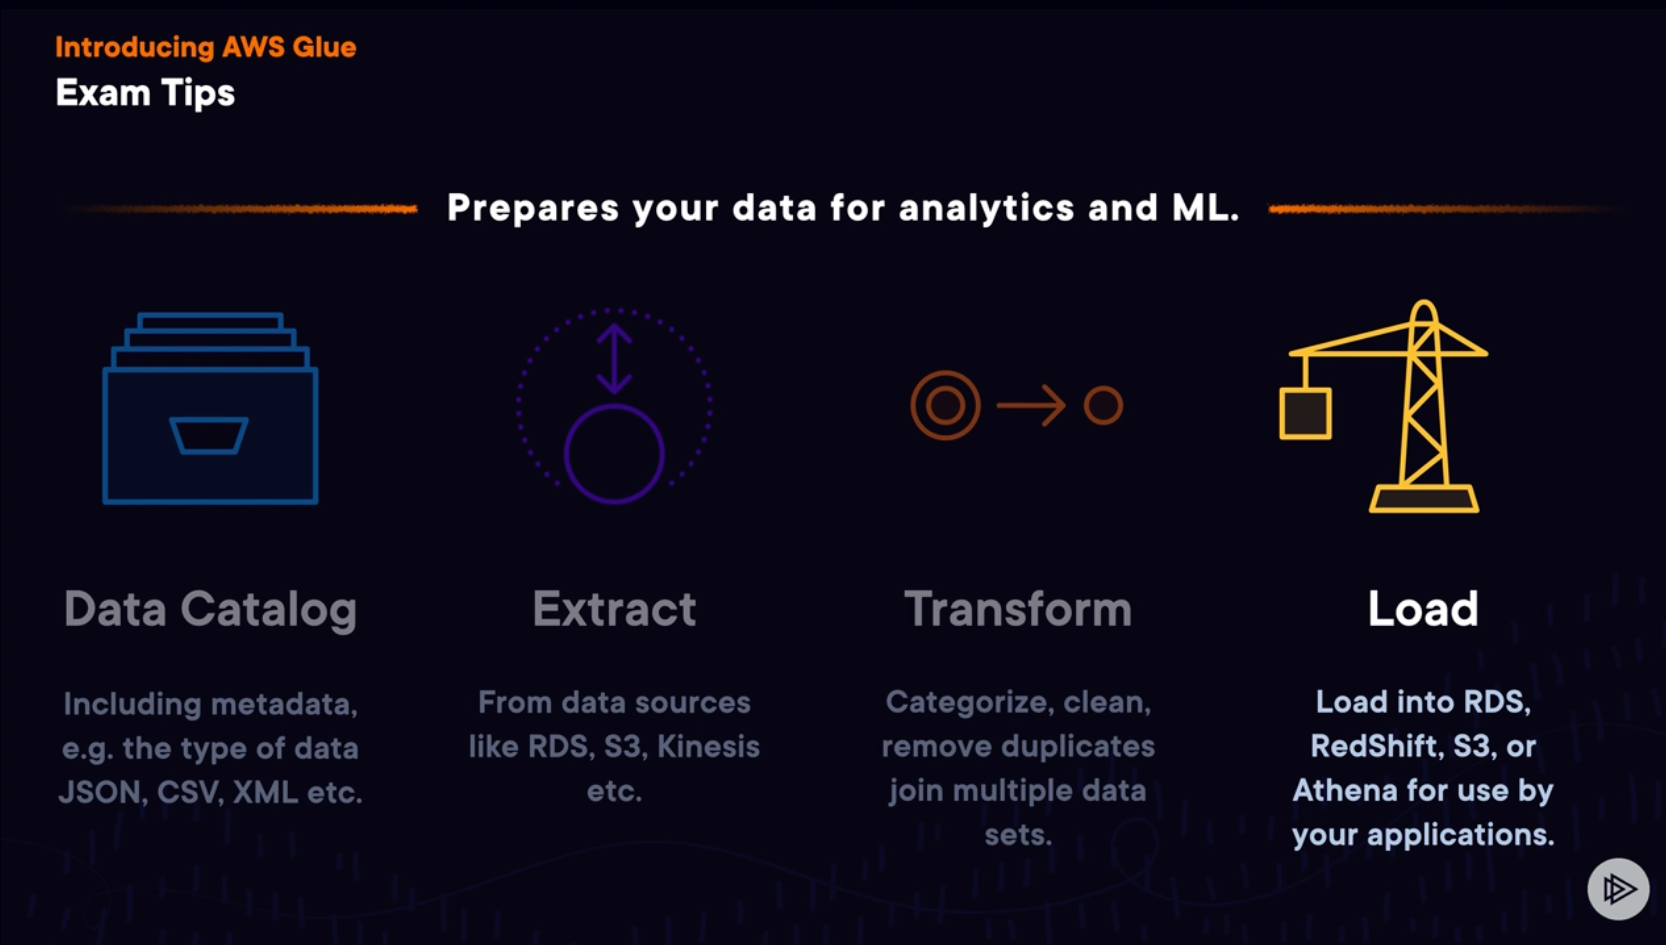 Introducing AWS Glue
Exam Tips
Prepares your data for analytics and ML.
Data Catalog
Including metadata,
e.g. the type of data
JSON, CSV, XML etc.
Extract
From data sources
like RDS, S3, Kinesis
etc.
Transform
Categorize, clean,
remove duplicates
join multiple data
sets.
Load
Load into RDS,
RedShift, S3, or
Athena for use by
your applications.